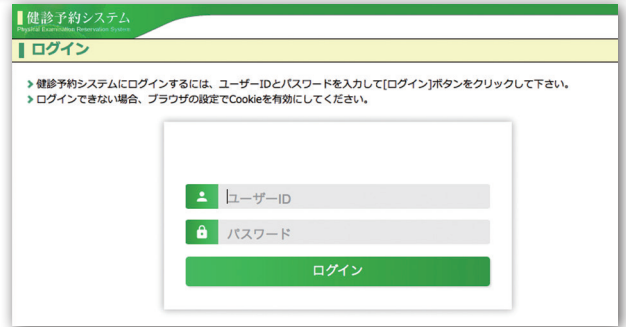 健診予約システム
Physical Examination Reservation System
ログイン
健診予約システムにログインするには、ユーザーIDとパスワードを入力して[ログイン]ボタンをクリックして下さい。
ログインできない場合、ブラウザの設定でCookieを有効にしてください。
ユーザーID
パスワード
ログイン